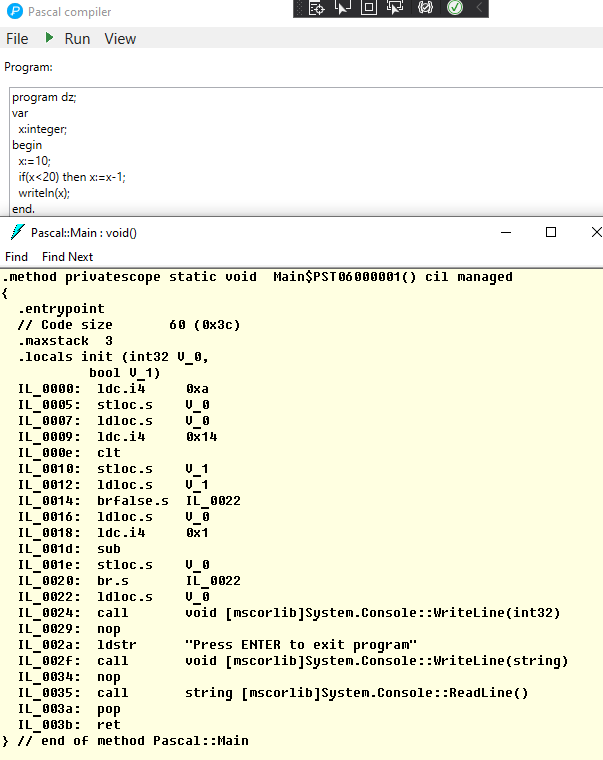 Pascal compiler
File Run View
Program:
program dz;
var
  x:integer;
begin
  x:=10;
  if(x<20) then x:=x-1;
  writeln(x);
end.
Pascal::Main : void()
Find Find Next
.method privatescope static void  Main$PST06000001() cil managed
{
  .entrypoint
  // Code size       60 (0x3c)
  .maxstack  3
  .locals init (int32 V_0,
           bool V_1)
  IL_0000:  ldc.i4     0xa
  IL_0005:  stloc.s    V_0
  IL_0007:  ldloc.s    V_0
  IL_0009:  ldc.i4     0x14
  IL_000e:  clt
  IL_0010:  stloc.s    V_1
  IL_0012:  ldloc.s    V_1
  IL_0014:  brfalse.s  IL_0022
  IL_0016:  ldloc.s    V_0
  IL_0018:  ldc.i4     0x1
  IL_001d:  sub
  IL_001e:  stloc.s    V_0
  IL_0020:  br.s       IL_0022
  IL_0022:  ldloc.s    V_0
  IL_0024:  call       void [mscorlib]System.Console::WriteLine(int32)
  IL_0029:  nop
  IL_002a:  ldstr      "Press ENTER to exit program"
  IL_002f:  call       void [mscorlib]System.Console::WriteLine(string)
  IL_0034:  nop
  IL_0035:  call       string [mscorlib]System.Console::ReadLine()
  IL_003a:  pop
  IL_003b:  ret
} // end of method Pascal::Main